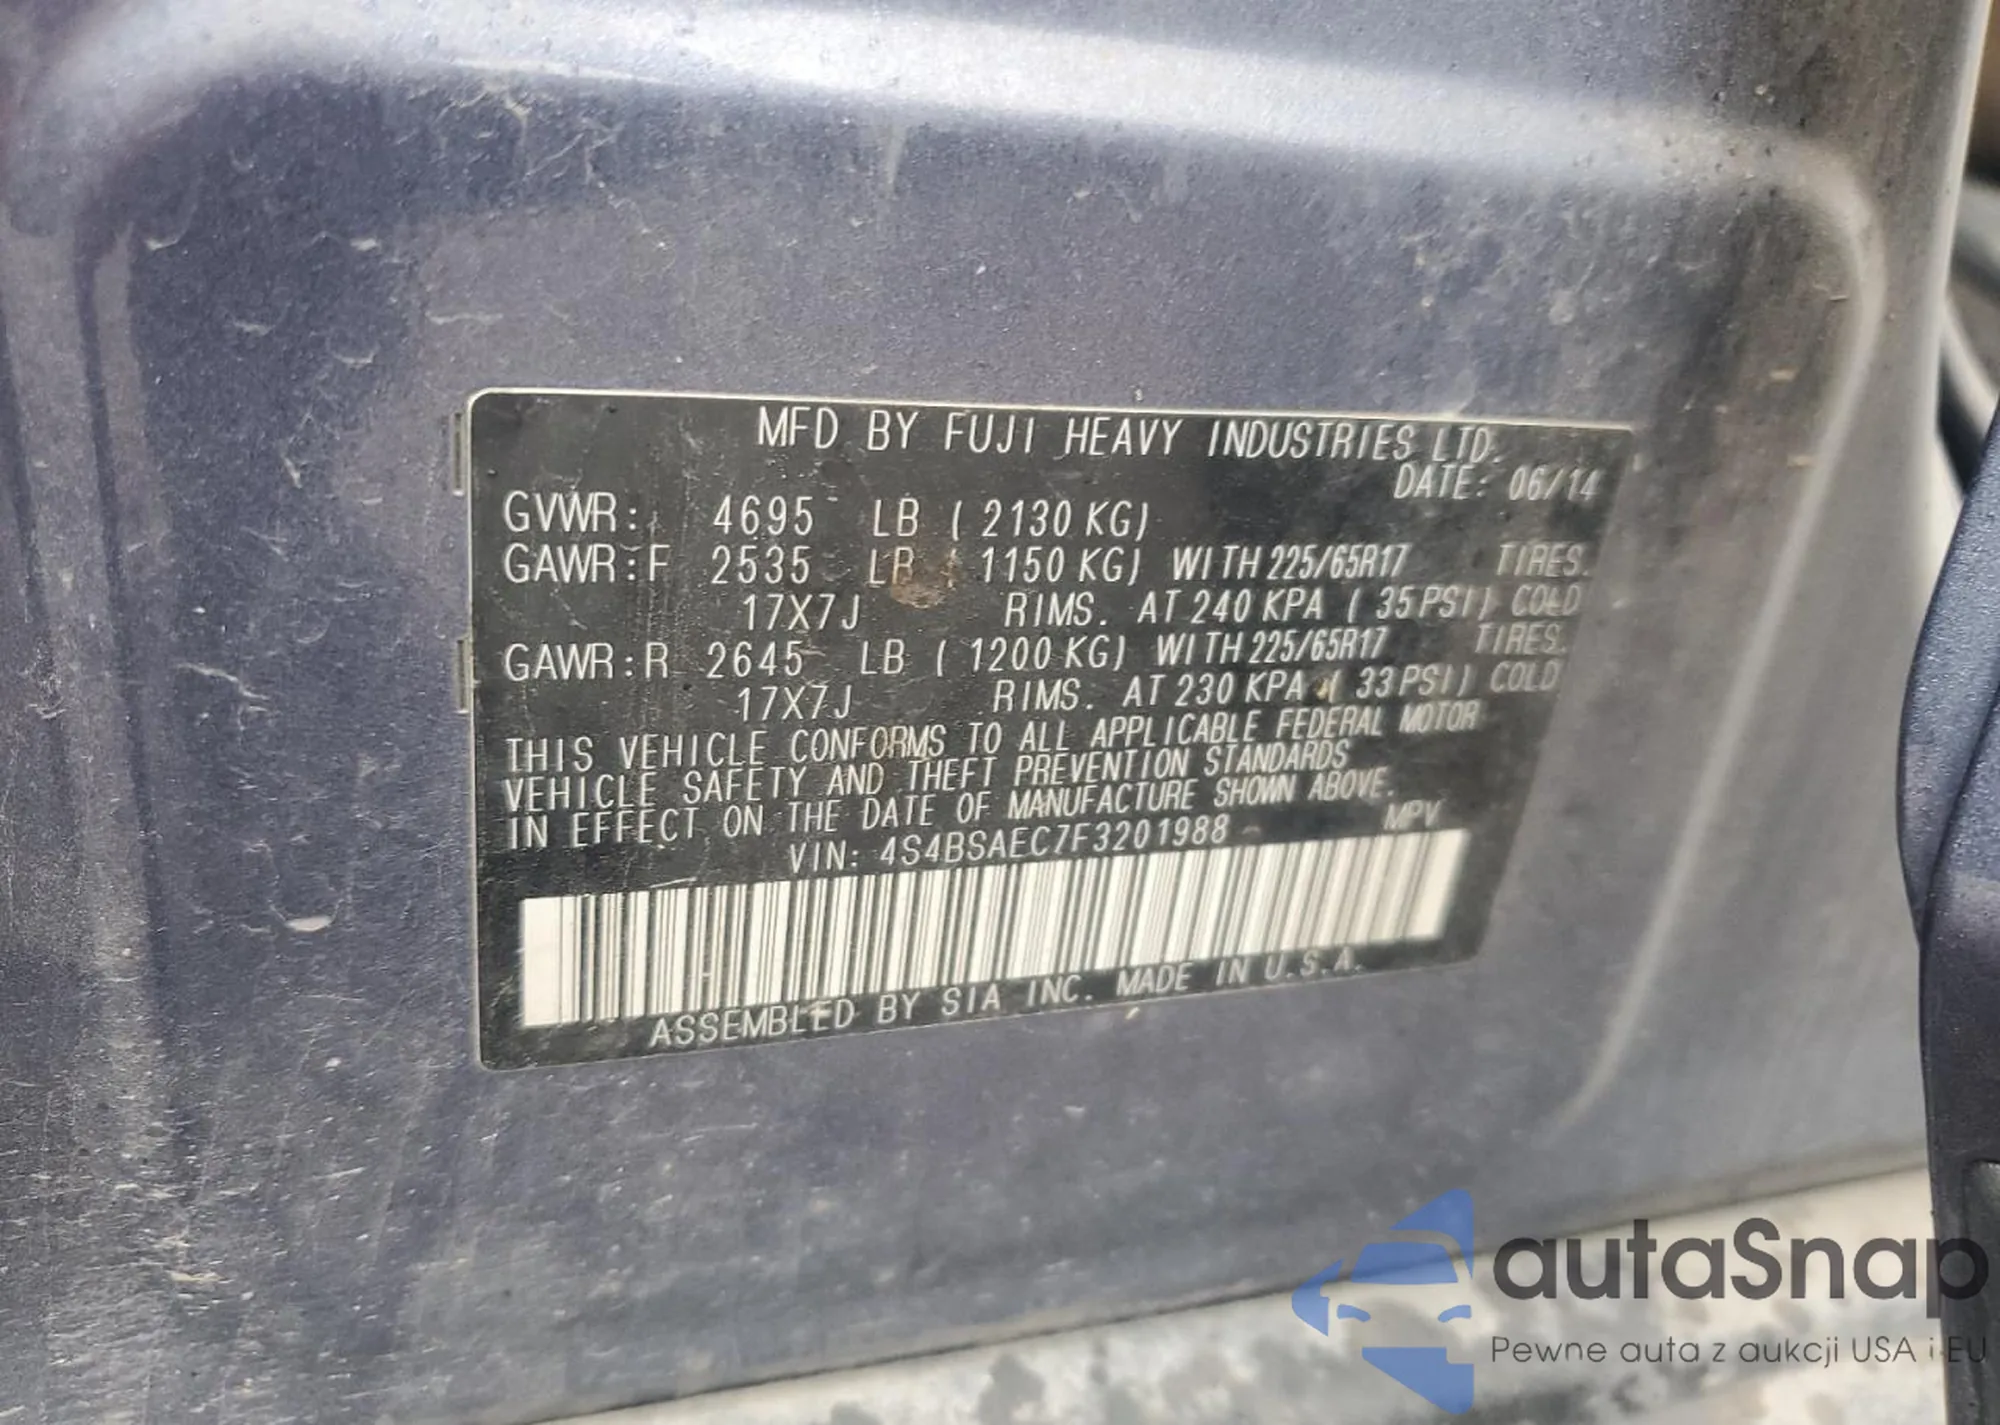 MFD BY FUJI HEAVY INDUSTRIES LTD.
DATE: 06/14
GVWR: 4695 LB ( 2130 KG)
GAWR:F 2535 LB ( 1150 KG) WITH 225/65R17 TIRES.
17X7J RIMS. AT 240 KPA ( 35 PSI) COLD
GAWR:R 2645 LB ( 1200 KG) WITH 225/65R17 TIRES.
17X7J RIMS. AT 230 KPA ( 33 PSI) COLD
THIS VEHICLE CONFORMS TO ALL APPLICABLE FEDERAL MOTOR
VEHICLE SAFETY AND THEFT PREVENTION STANDARDS
IN EFFECT ON THE DATE OF MANUFACTURE SHOWN ABOVE.
VIN: 4S4BSAEC7F3201988 MPV
ASSEMBLED BY SIA INC. MADE IN U.S.A.
autaSnap
Pewne auta z aukcji USA i EU